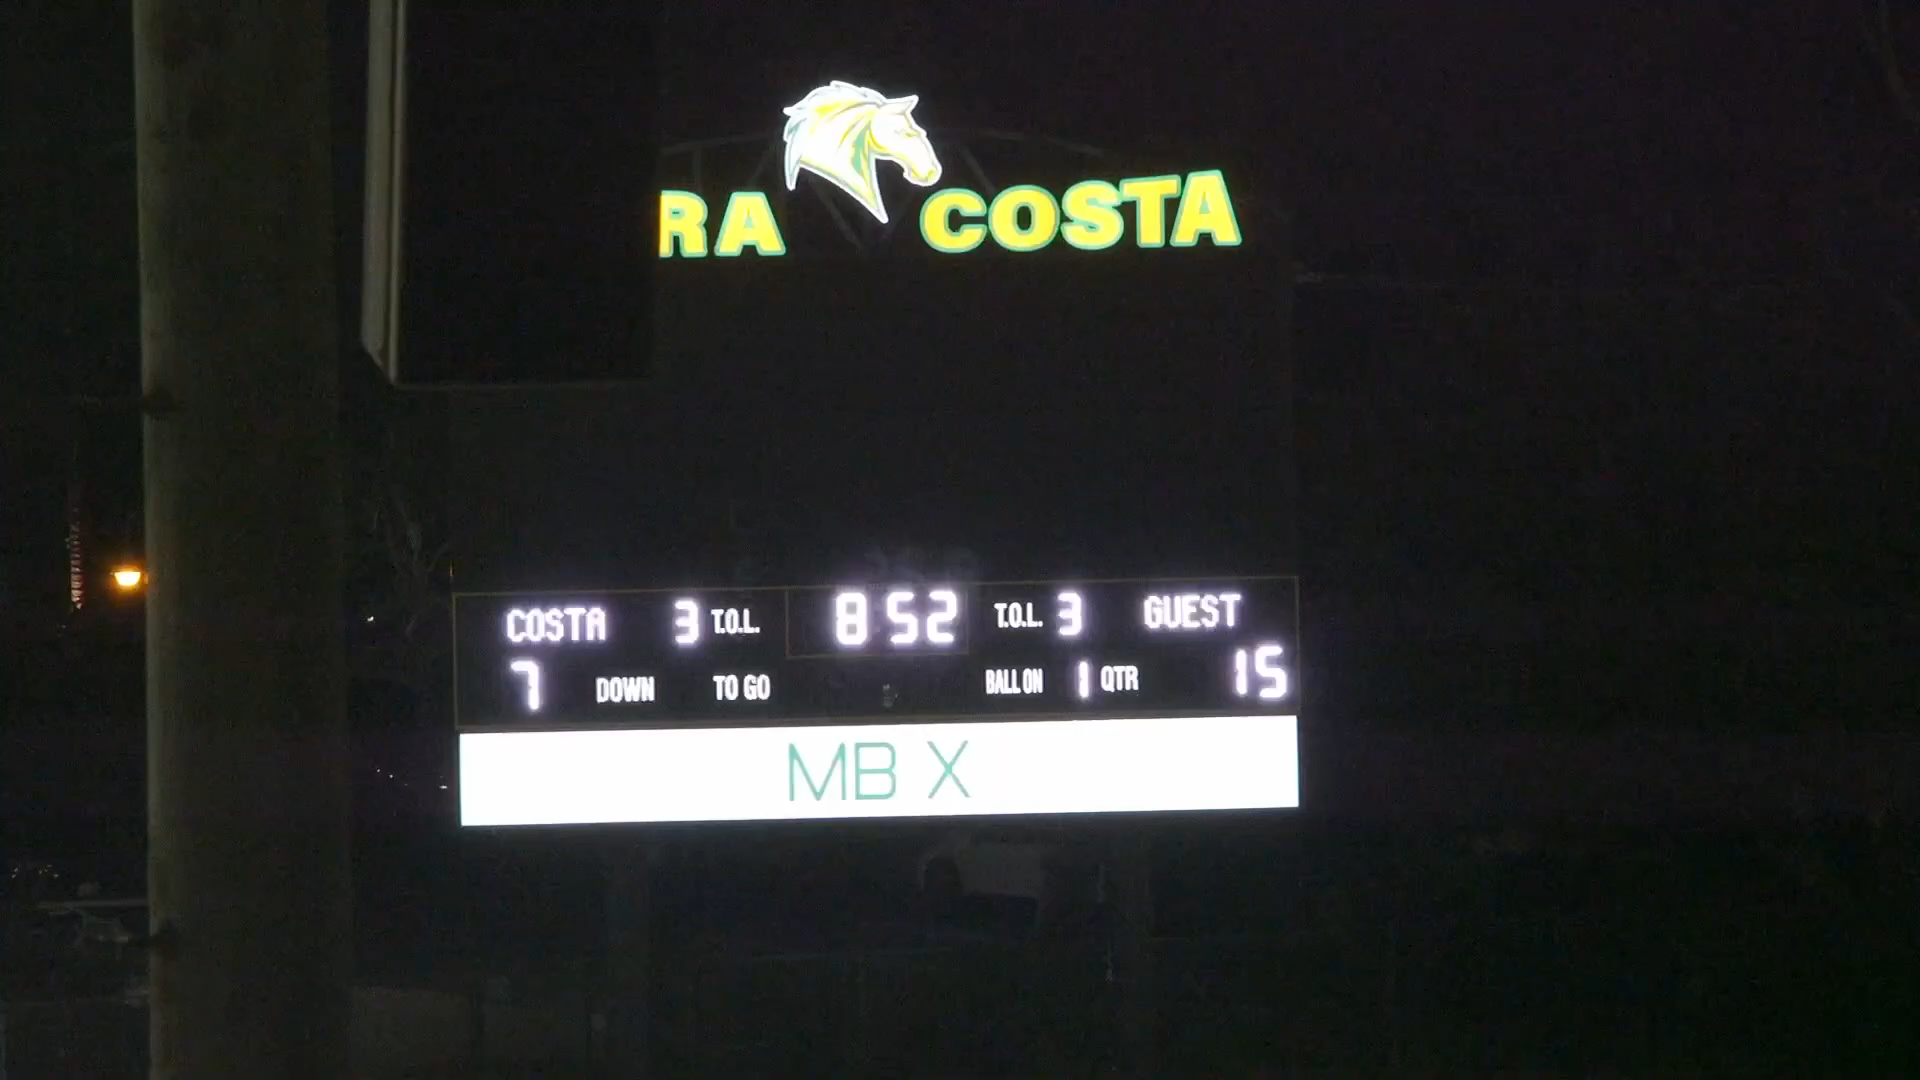 RA COSTA
COSTA 3 T.O.L. 8 52 T.O.L. 3 GUEST
7 DOWN TO GO BALL ON 1 QTR 15
MB X